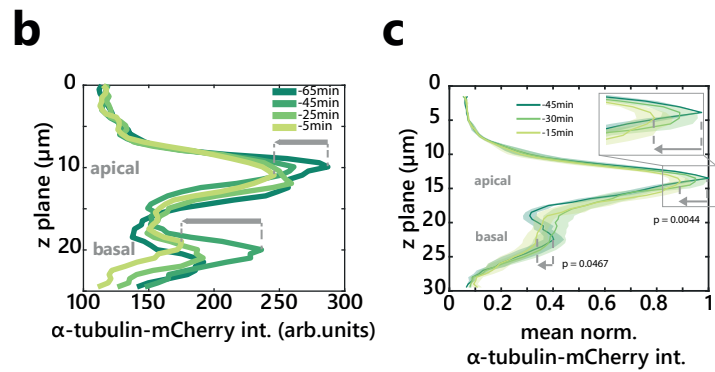 b
0
10
20
z plane (μm)
apical
basal
-65min
-45min
-25min
-5min
100
150
200
250
300
α-tubulin-mCherry int. (arb.units)
c
0
5
10
15
20
25
30
z plane (μm)
-45min
-30min
-15min
apical
basal
p = 0.0044
p = 0.0467
0
0.2
0.4
0.6
0.8
1
mean norm.
α-tubulin-mCherry int.